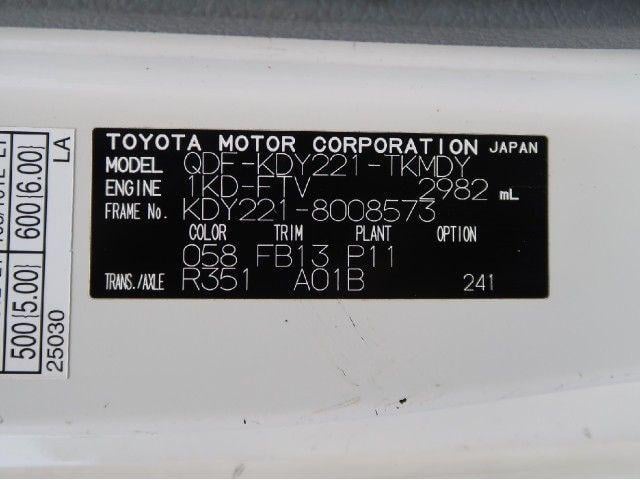 TOYOTA MOTOR CORPORATION JAPAN
MODEL QDF-KDY221-TKMDY
ENGINE 1KD-FTV 2982 mL
FRAME No. KDY221-8008573
COLOR TRIM PLANT OPTION
058 FB13 P11
TRANS./AXLE R351 A01B 241
500{5.00} 600{6.00}
25030 LA